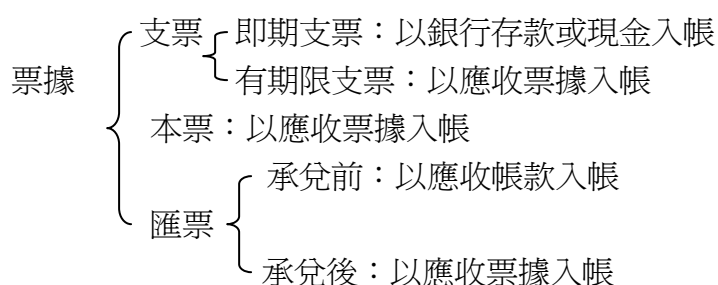 支票 即期支票：以銀行存款或現金入帳
票據 有期限支票：以應收票據入帳
本票：以應收票據入帳
承兌前：以應收帳款入帳
匯票
承兌後：以應收票據入帳